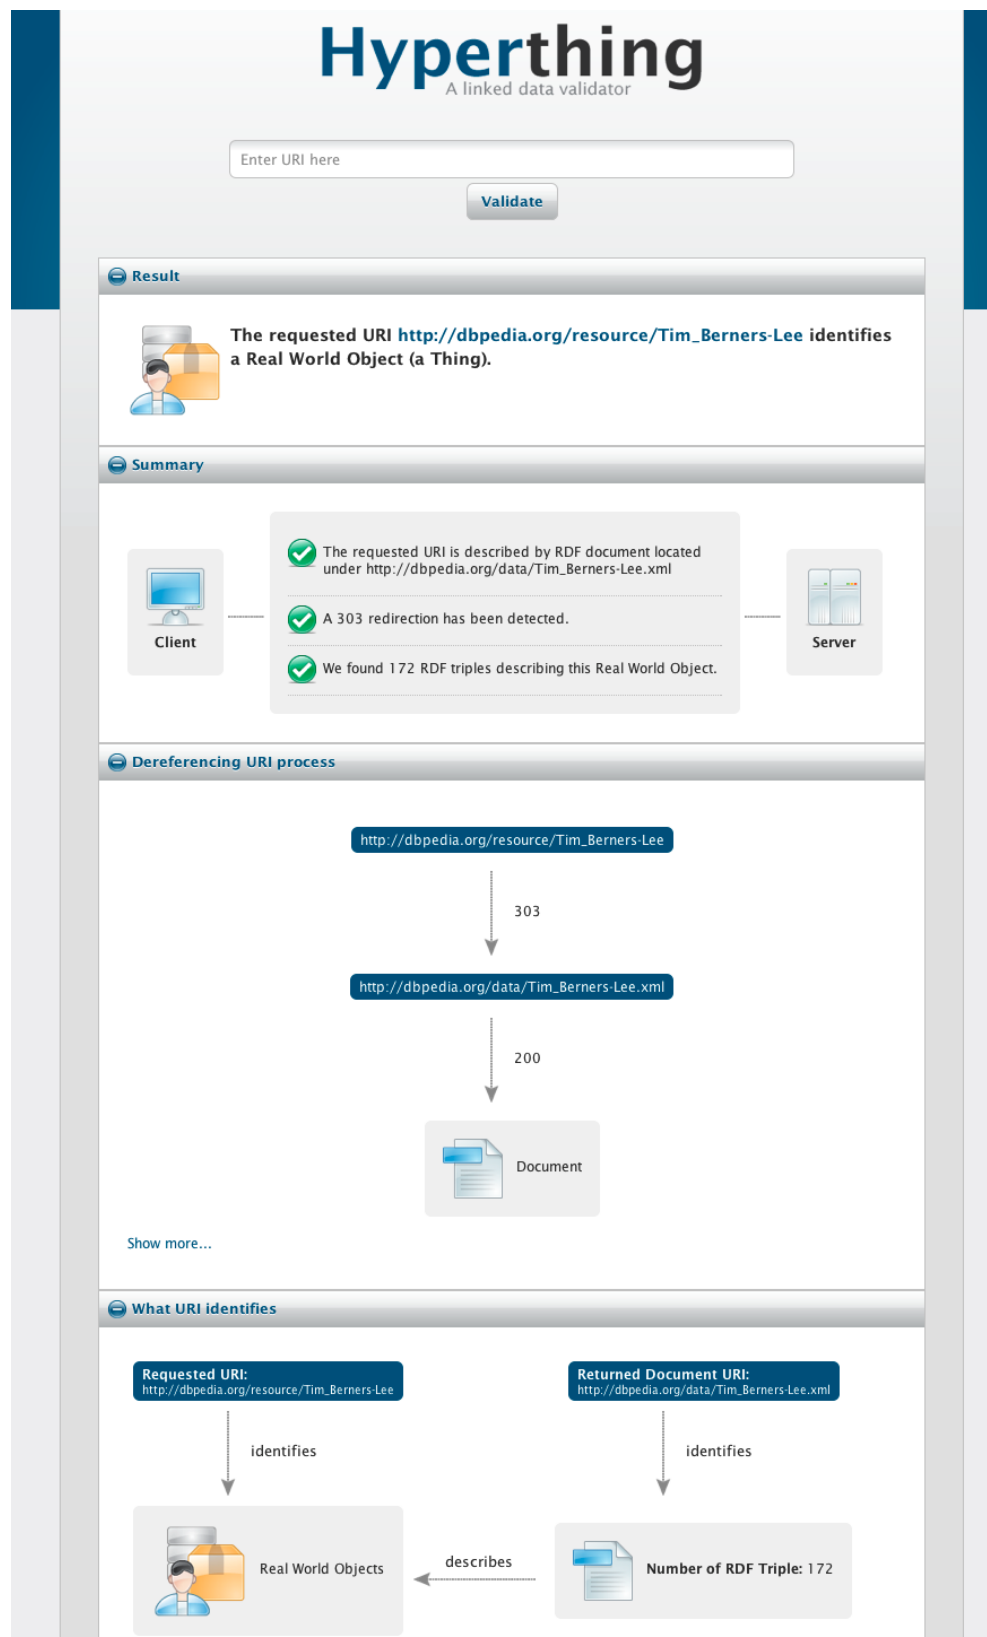 Hyperthing
A linked data validator
Enter URI here
Validate
Result
The requested URI http://dbpedia.org/resource/Tim_Berners-Lee identifies
a Real World Object (a Thing).
Summary
Client
The requested URI is described by RDF document located
under http://dbpedia.org/data/Tim_Berners-Lee.xml
A 303 redirection has been detected.
We found 172 RDF triples describing this Real World Object.
Server
Dereferencing URI process
http://dbpedia.org/resource/Tim_Berners-Lee
303
http://dbpedia.org/data/Tim_Berners-Lee.xml
200
Document
Show more...
What URI identifies
Requested URI:
http://dbpedia.org/resource/Tim_Berners-Lee
Returned Document URI:
http://dbpedia.org/data/Tim_Berners-Lee.xml
identifies
identifies
Real World Objects
describes
Number of RDF Triple: 172